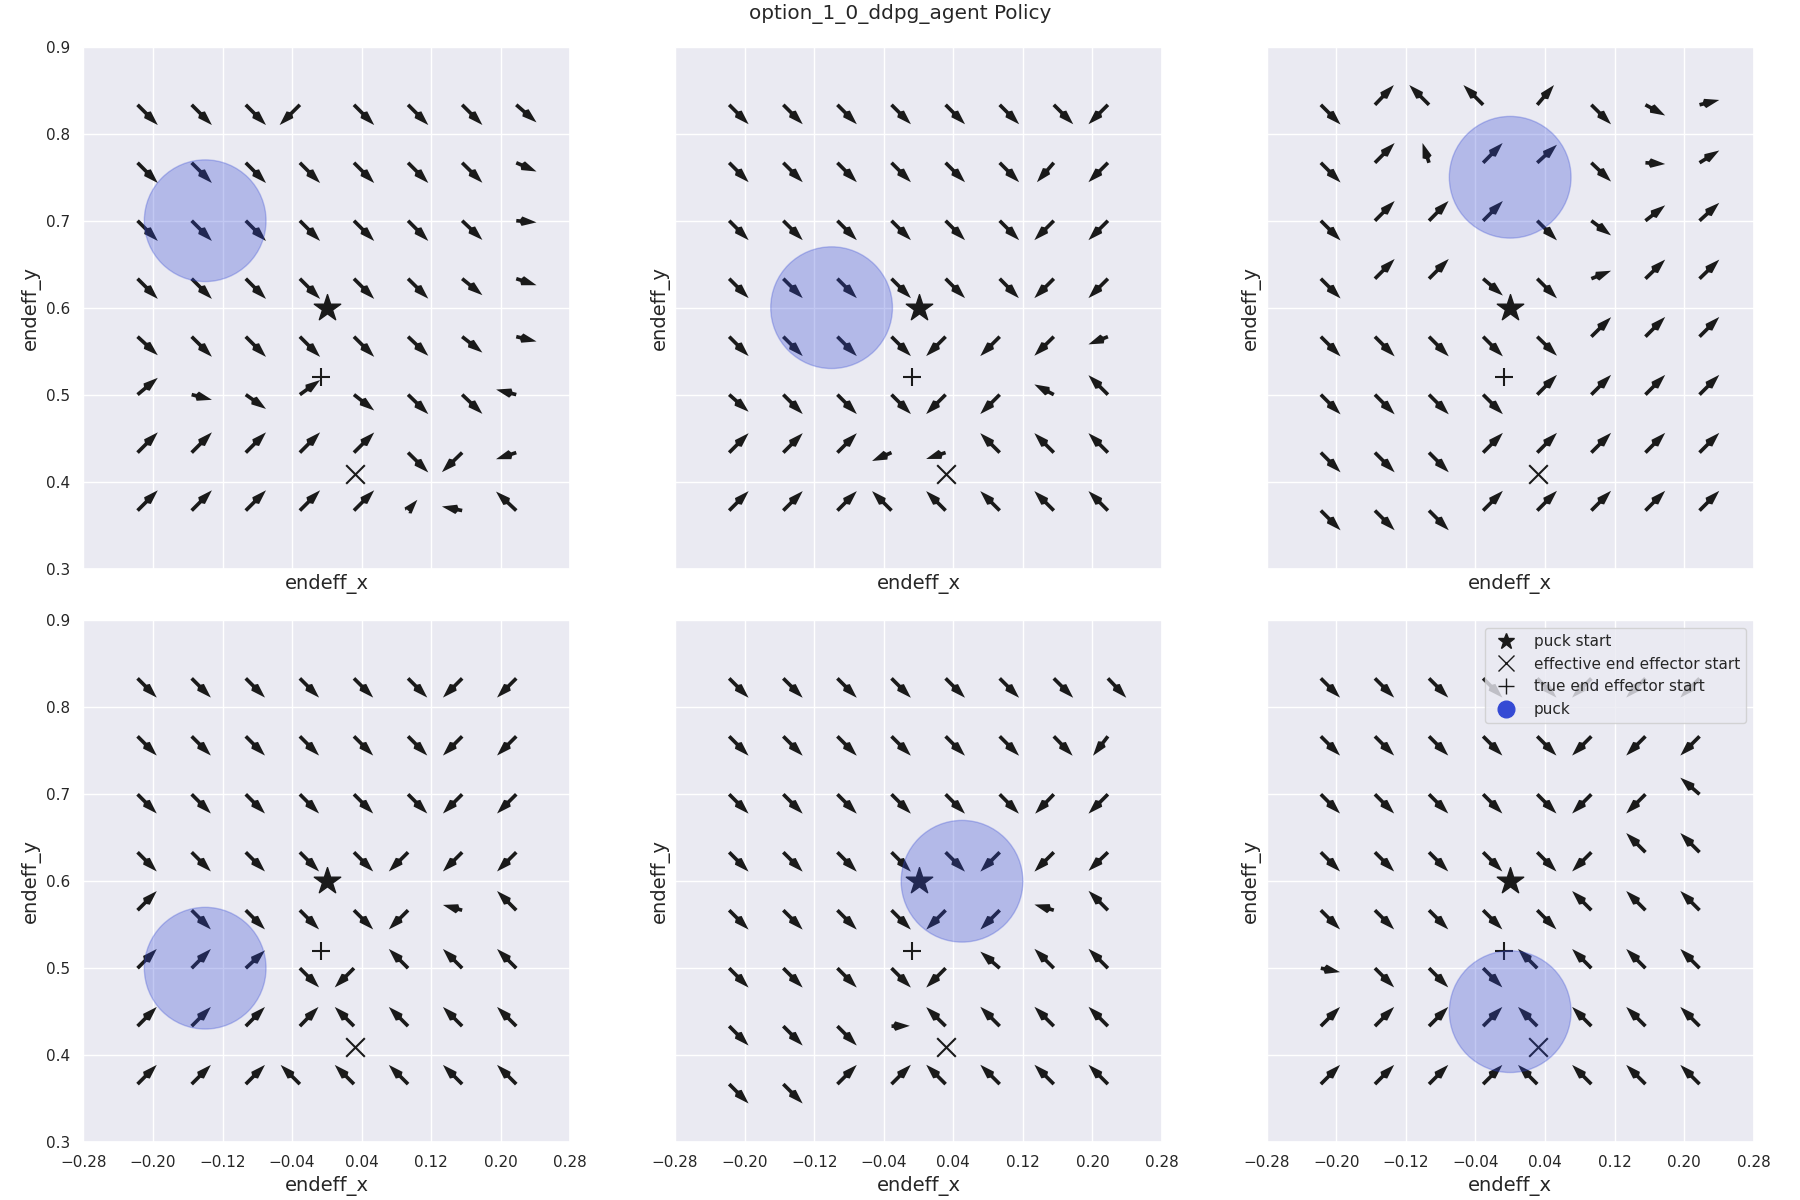 option_1_0_ddpg_agent Policy
0.9
0.8
0.7
0.6
0.5
0.4
0.3
endeff_y
endeff_x
endeff_y
endeff_x
endeff_y
endeff_x
0.9
0.8
0.7
0.6
0.5
0.4
0.3
endeff_y
−0.28 −0.20 −0.12 −0.04 0.04 0.12 0.20 0.28
endeff_x
endeff_y
−0.28 −0.20 −0.12 −0.04 0.04 0.12 0.20 0.28
endeff_x
puck start
effective end effector start
true end effector start
puck
endeff_y
−0.28 −0.20 −0.12 −0.04 0.04 0.12 0.20 0.28
endeff_x